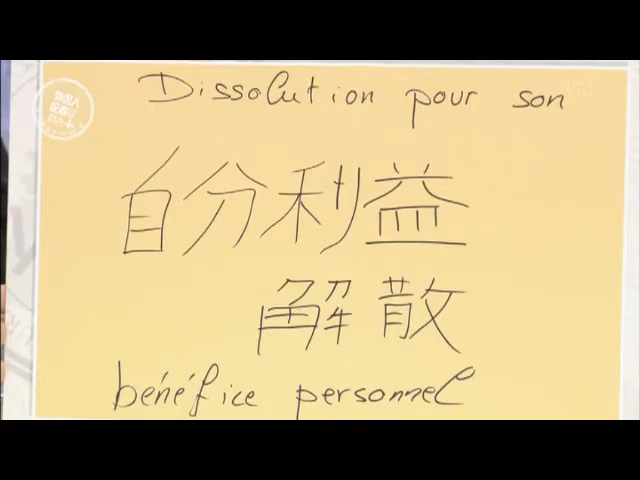 Dissolution pour son
自分利益
解散
bénéfice personnel